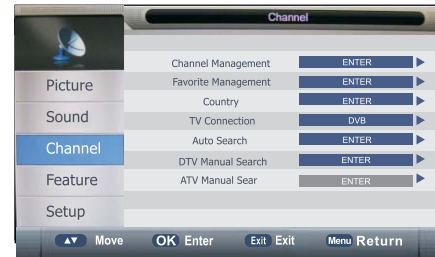 Channel
Channel Management ENTER
Favorite Management ENTER
Country ENTER
TV Connection DVB
Auto Search ENTER
DTV Manual Search ENTER
ATV Manual Sear ENTER
Picture
Sound
Channel
Feature
Setup
▲▼ Move OK Enter Exit Exit Menu Return